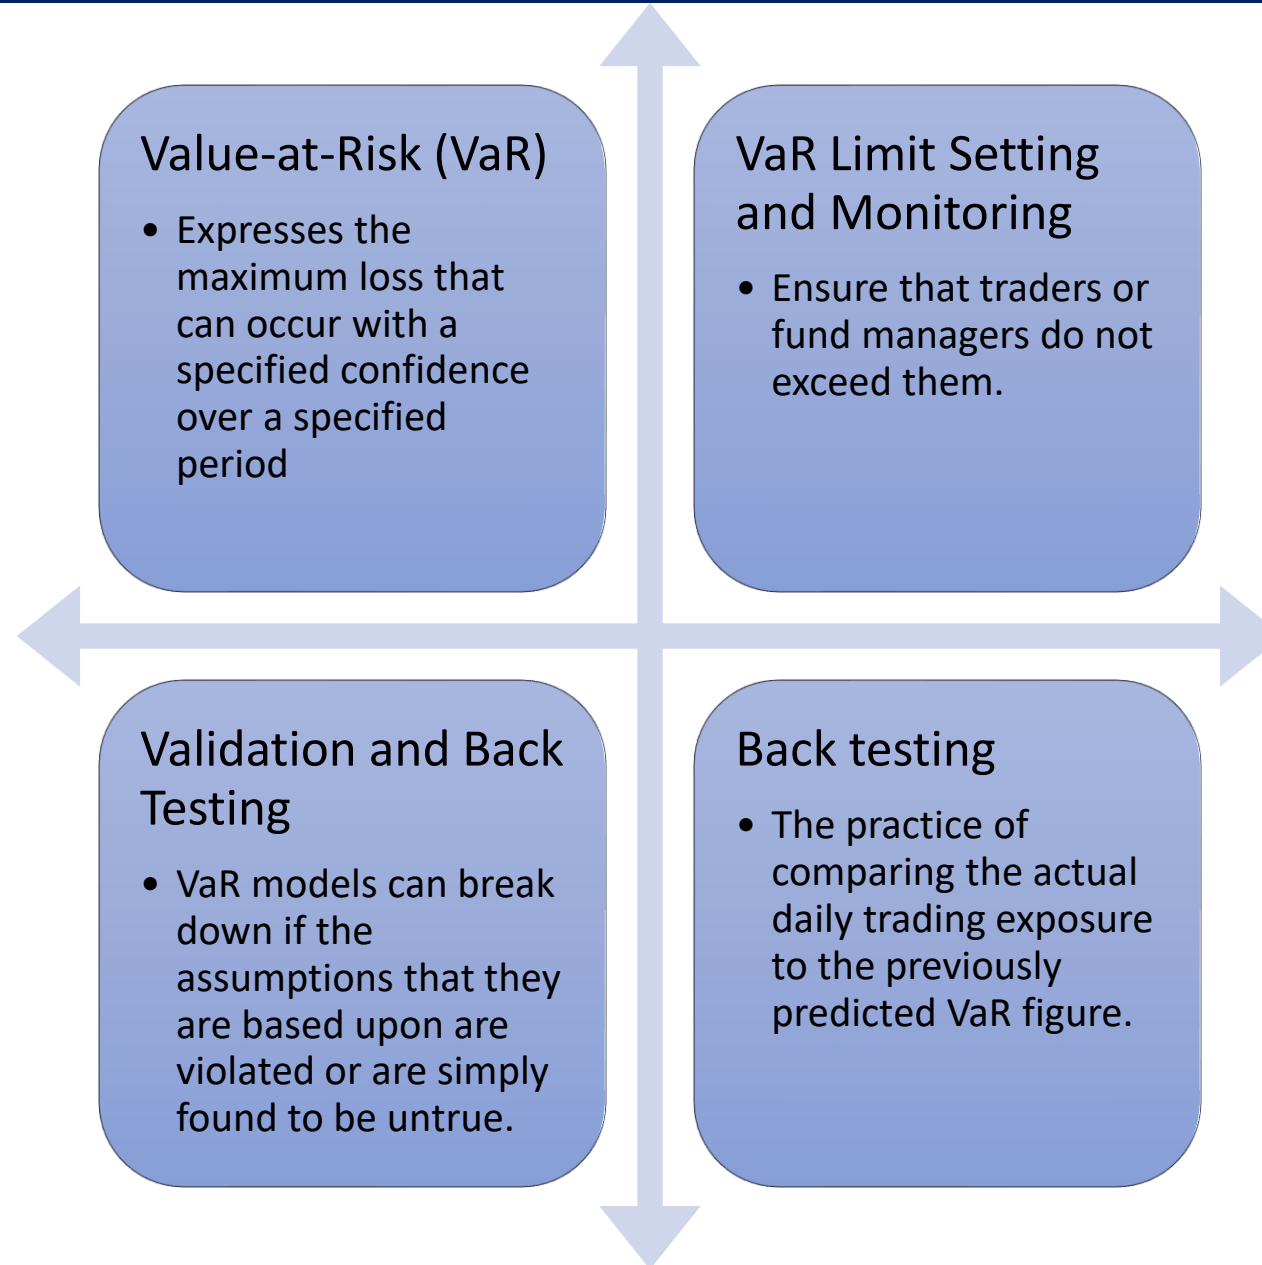 Value-at-Risk (VaR)
• Expresses the
maximum loss that
can occur with a
specified confidence
over a specified
period
VaR Limit Setting
and Monitoring
• Ensure that traders or
fund managers do not
exceed them.
Validation and Back
Testing
• VaR models can break
down if the
assumptions that they
are based upon are
violated or are simply
found to be untrue.
Back testing
• The practice of
comparing the actual
daily trading exposure
to the previously
predicted VaR figure.